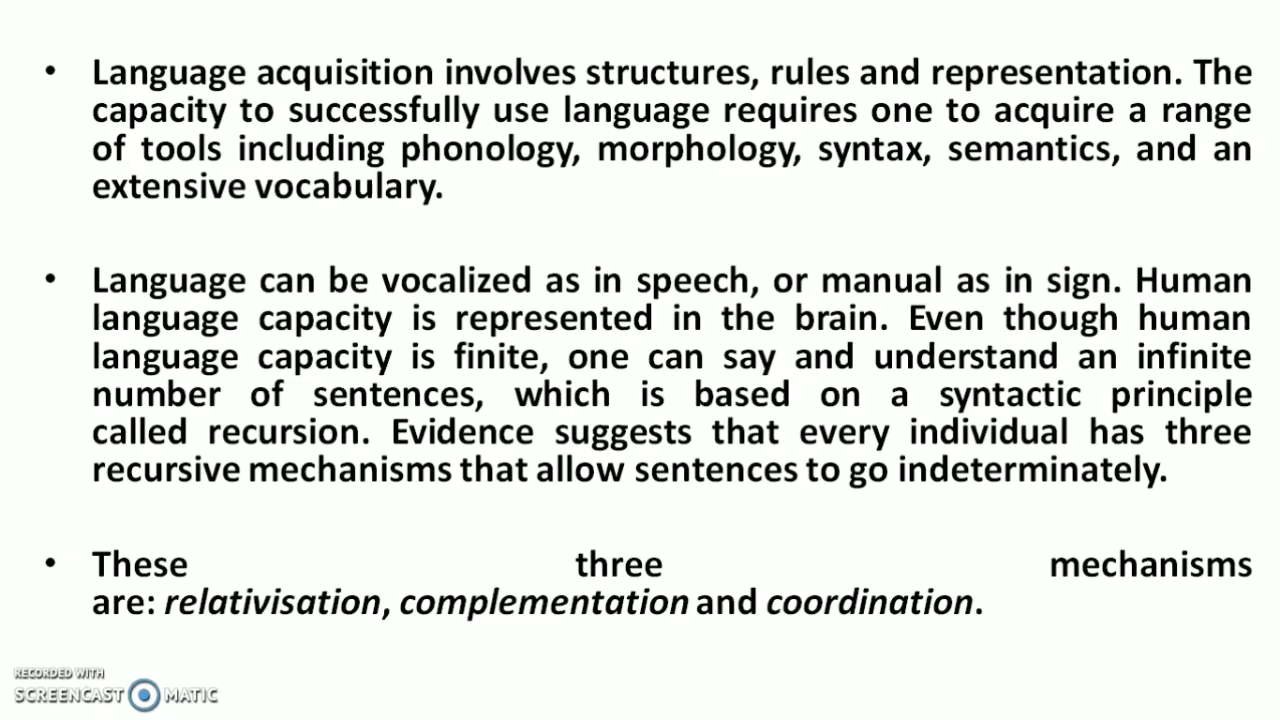 • Language acquisition involves structures, rules and representation. The
capacity to successfully use language requires one to acquire a range
of tools including phonology, morphology, syntax, semantics, and an
extensive vocabulary.
• Language can be vocalized as in speech, or manual as in sign. Human
language capacity is represented in the brain. Even though human
language capacity is finite, one can say and understand an infinite
number of sentences, which is based on a syntactic principle
called recursion. Evidence suggests that every individual has three
recursive mechanisms that allow sentences to go indeterminately.
• These three mechanisms
are: relativisation, complementation and coordination.
RECORDED WITH
SCREENCAST MATIC